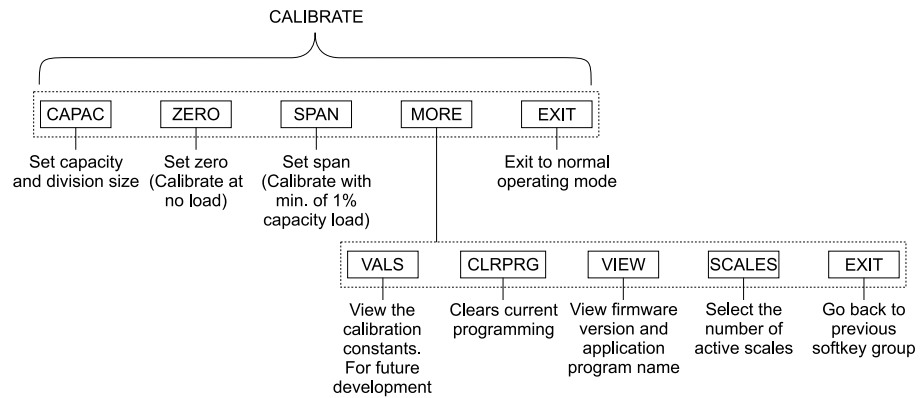 CALIBRATE
CAPAC
ZERO
SPAN
MORE
EXIT
Set capacity
and division size
Set zero
(Calibrate at
no load)
Set span
(Calibrate with
min. of 1%
capacity load)
Exit to normal
operating mode
VALS
CLRPRG
VIEW
SCALES
EXIT
View the
calibration
constants.
For future
development
Clears current
programming
View firmware
version and
application
program name
Select the
number of
active scales
Go back to
previous
softkey group